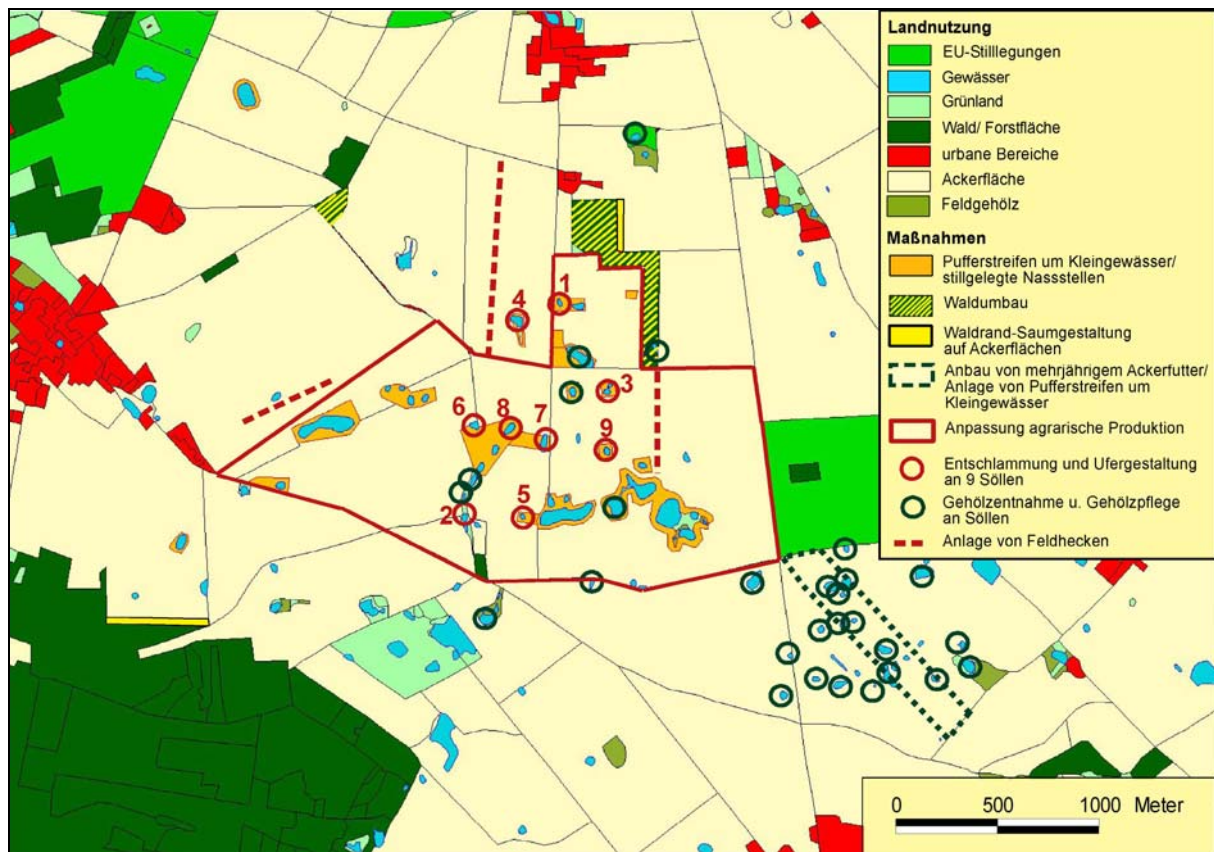 Landnutzung
EU-Stilllegungen
Gewässer
Grünland
Wald/ Forstfläche
urbane Bereiche
Ackerfläche
Feldgehölz
Maßnahmen
Pufferstreifen um Kleingewässer/
stillgelegte Nassstellen
Waldumbau
Waldrand-Saumgestaltung
auf Ackerflächen
Anbau von mehrjährigem Ackerfutter/
Anlage von Pufferstreifen um
Kleingewässer
Anpassung agrarische Produktion
Entschlammung und Ufergestaltung
an 9 Söllen
Gehölzentnahme u. Gehölzpflege
an Söllen
Anlage von Feldhecken
1
4
3
6 8 7
9
2 5
0 500 1000 Meter